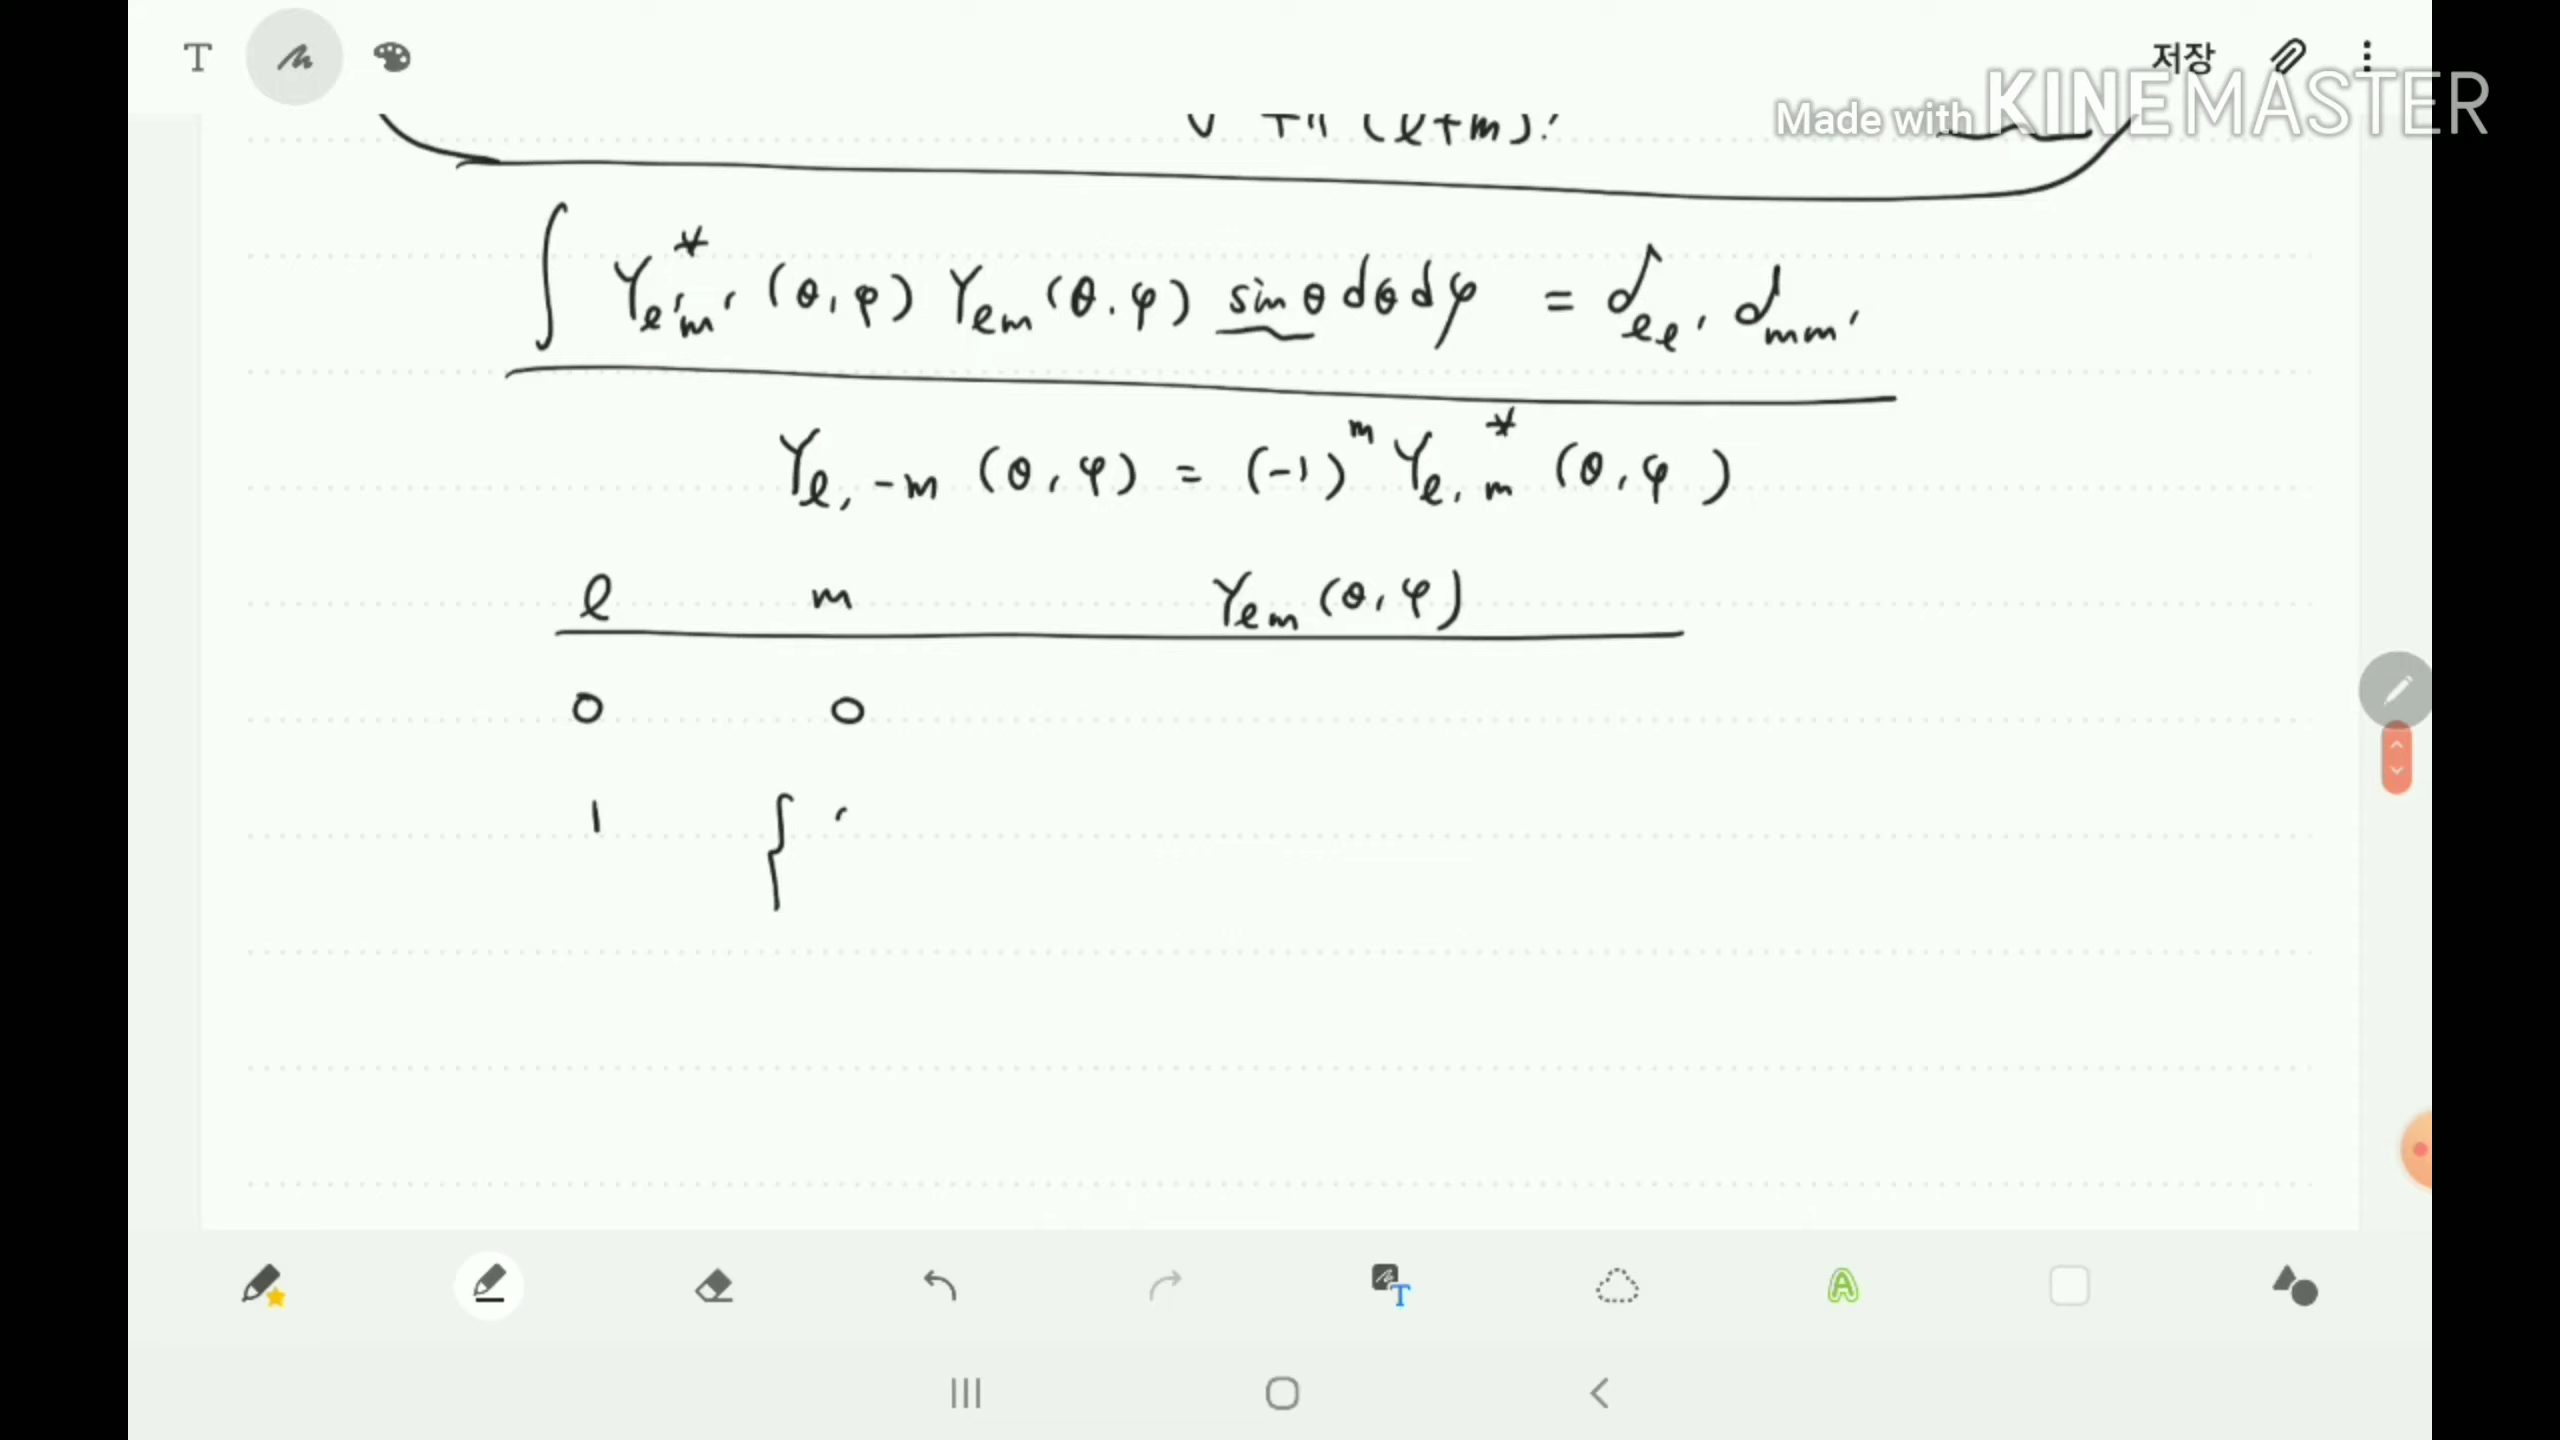 T
저장
Made with KINEMASTER
(ℓ+m)!
∫ Y*ℓ'm' (θ,φ) Yℓm (θ.φ) sinθ dθ dφ = δℓℓ' δmm'
Yℓ,-m (θ,φ) = (-1)^m Y*ℓ,m (θ,φ)
ℓ m Yℓm (θ,φ)
0 0
1 {